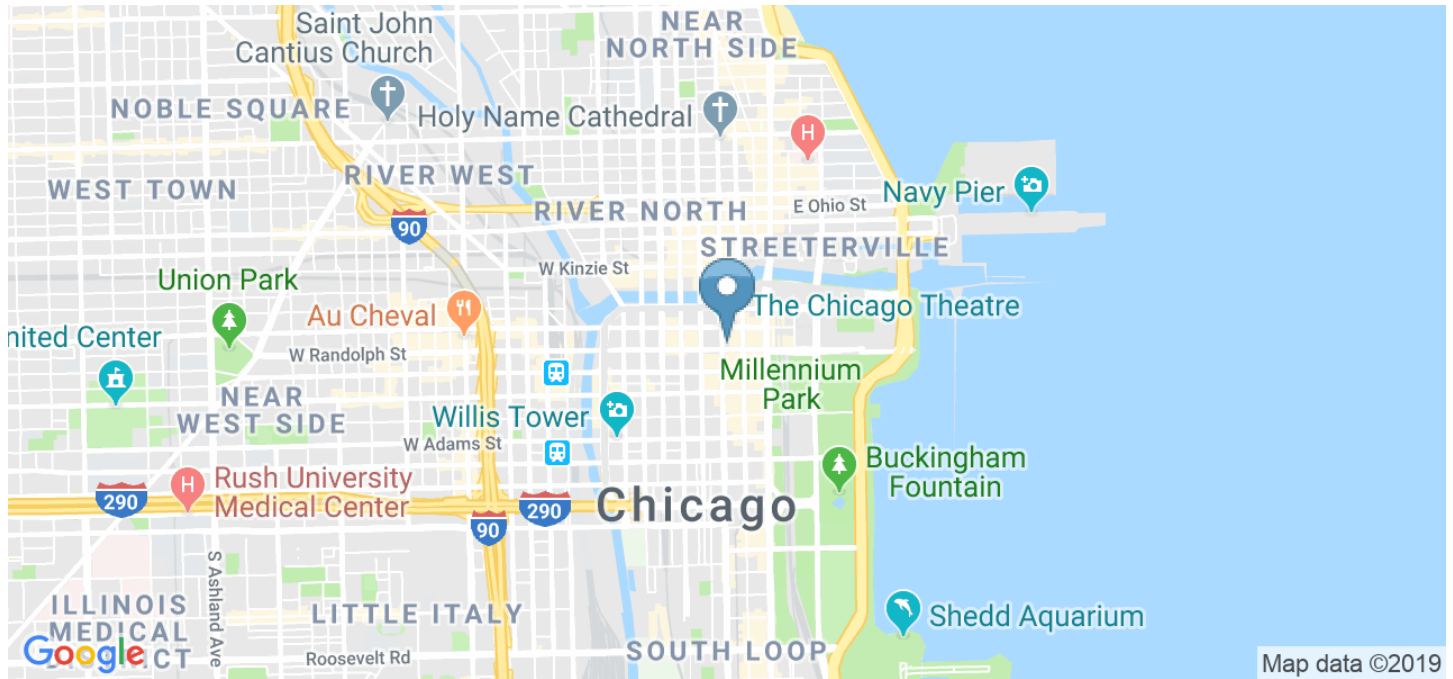 Saint John
Cantius Church
NEAR
NORTH SIDE
NOBLE SQUARE
Holy Name Cathedral
H
RIVER WEST
WEST TOWN
Navy Pier
E Ohio St
RIVER NORTH
90
STREETERVILLE
W Kinzie St
Union Park
The Chicago Theatre
Au Cheval
nited Center
W Randolph St
Millennium
Park
NEAR
WEST SIDE
Willis Tower
W Adams St
Buckingham
Fountain
H
Rush University
Medical Center
290
290
Chicago
90
S Ashland Ave
ILLINOIS
MEDICAL
CT
LITTLE ITALY
Shedd Aquarium
SOUTH LOOP
Roosevelt Rd
Google
Map data ©2019